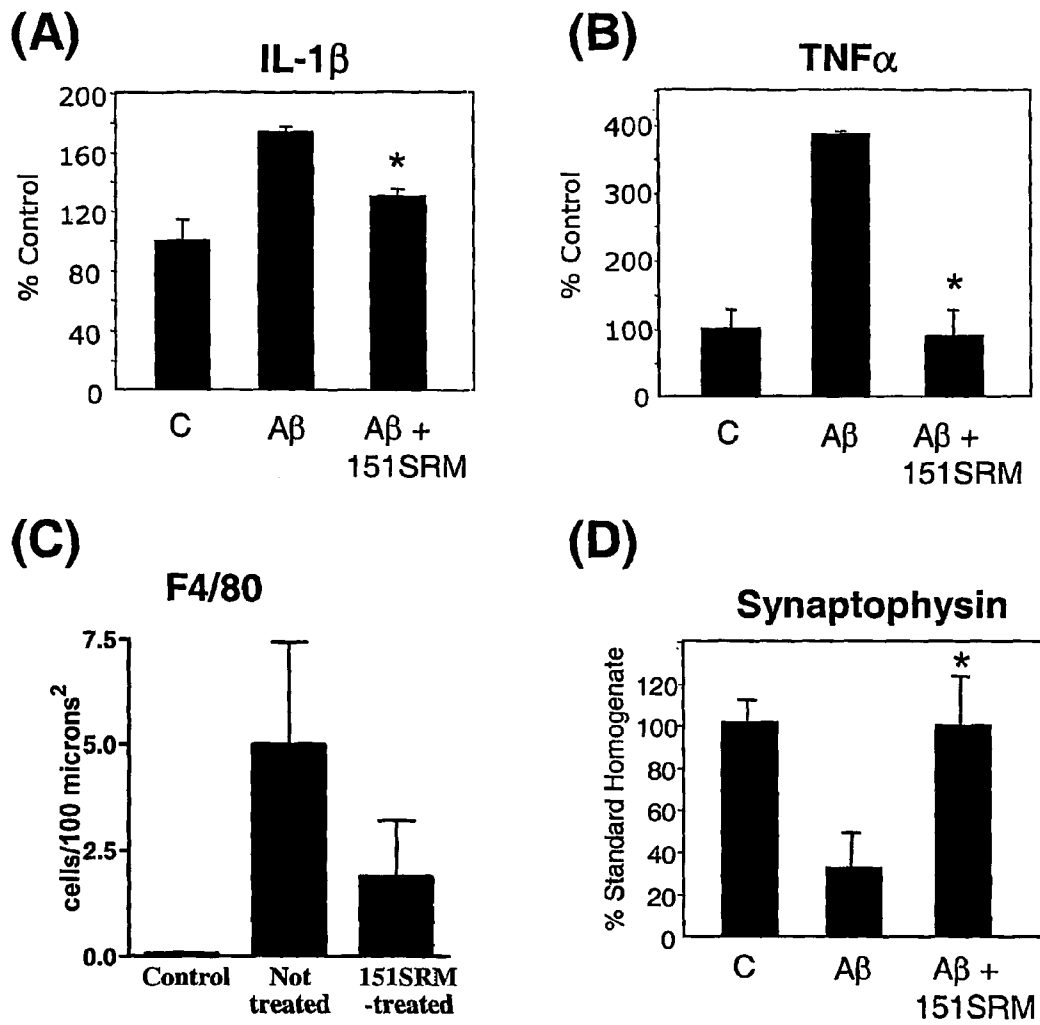 (A)
IL-1β
% Control
200
160
120
80
40
0
*
C
Aβ
Aβ +
151SRM
(B)
TNFα
% Control
400
300
200
100
0
*
C
Aβ
Aβ +
151SRM
(C)
F4/80
cells/100 microns²
7.5
5.0
2.5
0.0
Control
Not
treated
151SRM
-treated
(D)
Synaptophysin
% Standard Homogenate
120
100
80
60
40
20
0
*
C
Aβ
Aβ +
151SRM